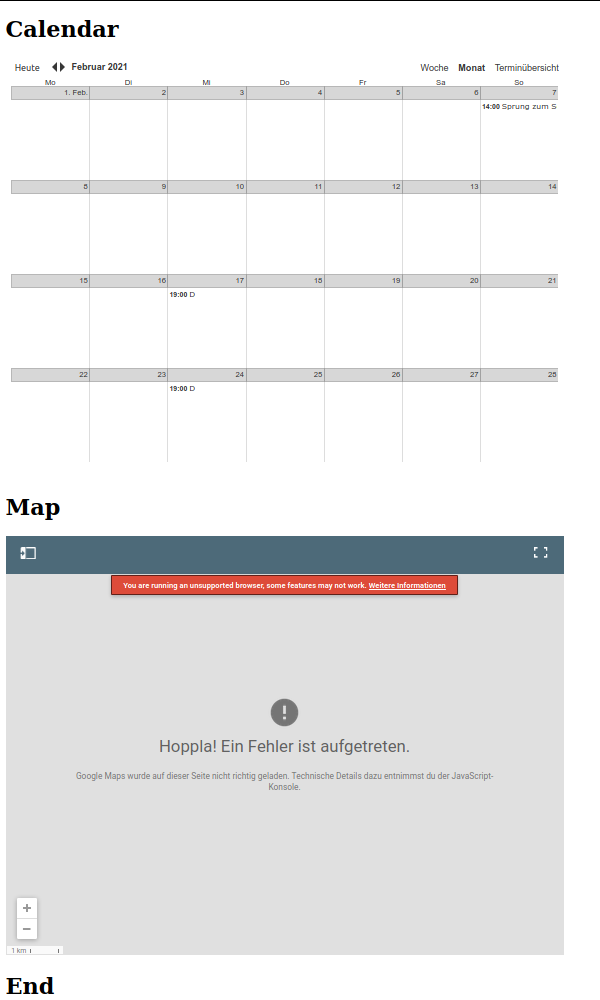 Calendar
Heute Februar 2021 Woche Monat Terminübersicht
Mo Di Mi Do Fr Sa So
1. Feb. 2 3 4 5 6 7
14:00 Sprung zum S
8 9 10 11 12 13 14
15 16 17 18 19 20 21
19:00 D
22 23 24 25 26 27 28
19:00 D
Map
You are running an unsupported browser, some features may not work. Weitere Informationen
Hoppla! Ein Fehler ist aufgetreten.
Google Maps wurde auf dieser Seite nicht richtig geladen. Technische Details dazu entnimmst du der JavaScript-
Konsole.
1 km
End